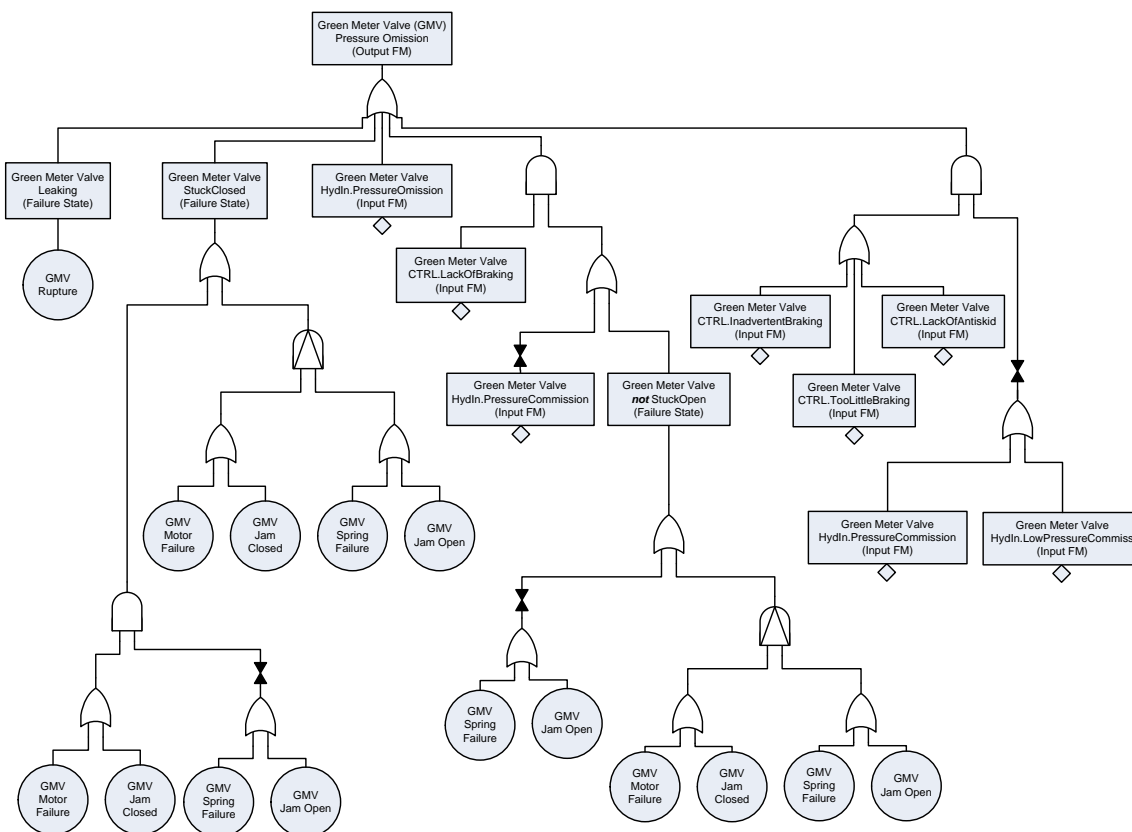 Green Meter Valve (GMV)
Pressure Omission
(Output FM)
Green Meter Valve
Leaking
(Failure State)
Green Meter Valve
StuckClosed
(Failure State)
Green Meter Valve
HydIn.PressureOmission
(Input FM)
GMV
Rupture
Green Meter Valve
CTRL.LackOfBraking
(Input FM)
Green Meter Valve
CTRL.InadvertentBraking
(Input FM)
Green Meter Valve
CTRL.LackOfAntiskid
(Input FM)
Green Meter Valve
HydIn.PressureCommission
(Input FM)
Green Meter Valve
not StuckOpen
(Failure State)
Green Meter Valve
CTRL.TooLittleBraking
(Input FM)
GMV
Motor
Failure
GMV
Jam
Closed
GMV
Spring
Failure
GMV
Jam Open
Green Meter Valve
HydIn.PressureCommission
(Input FM)
Green Meter Valve
HydIn.LowPressureCommiss
(Input FM)
GMV
Spring
Failure
GMV
Jam Open
GMV
Motor
Failure
GMV
Jam
Closed
GMV
Spring
Failure
GMV
Jam Open
GMV
Motor
Failure
GMV
Jam
Closed
GMV
Spring
Failure
GMV
Jam Open